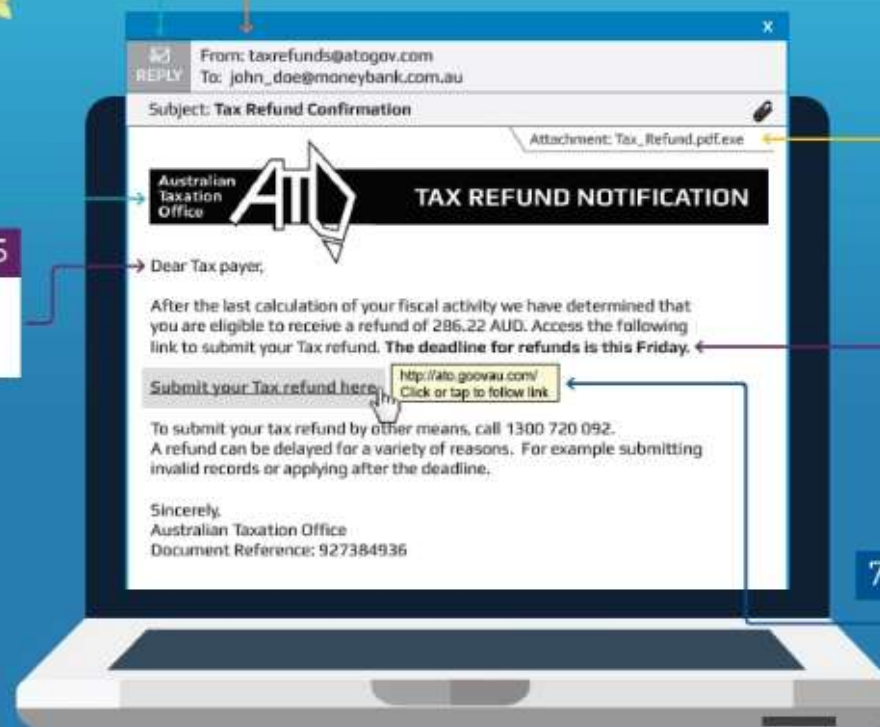 x
REPLY
From: taxrefunds@atogov.com
To: john_doe@moneybank.com.au
Subject: Tax Refund Confirmation
Attachment: Tax_Refund.pdf.exe
Australian
Taxation
Office
ATO
TAX REFUND NOTIFICATION
5
Dear Tax payer,
After the last calculation of your fiscal activity we have determined that
you are eligible to receive a refund of 286.22 AUD. Access the following
link to submit your Tax refund. The deadline for refunds is this Friday.
Submit your Tax refund here
http://ato.goovau.com/
Click or tap to follow link
To submit your tax refund by other means, call 1300 720 092.
A refund can be delayed for a variety of reasons. For example submitting
invalid records or applying after the deadline.
Sincerely,
Australian Taxation Office
Document Reference: 927384936
7